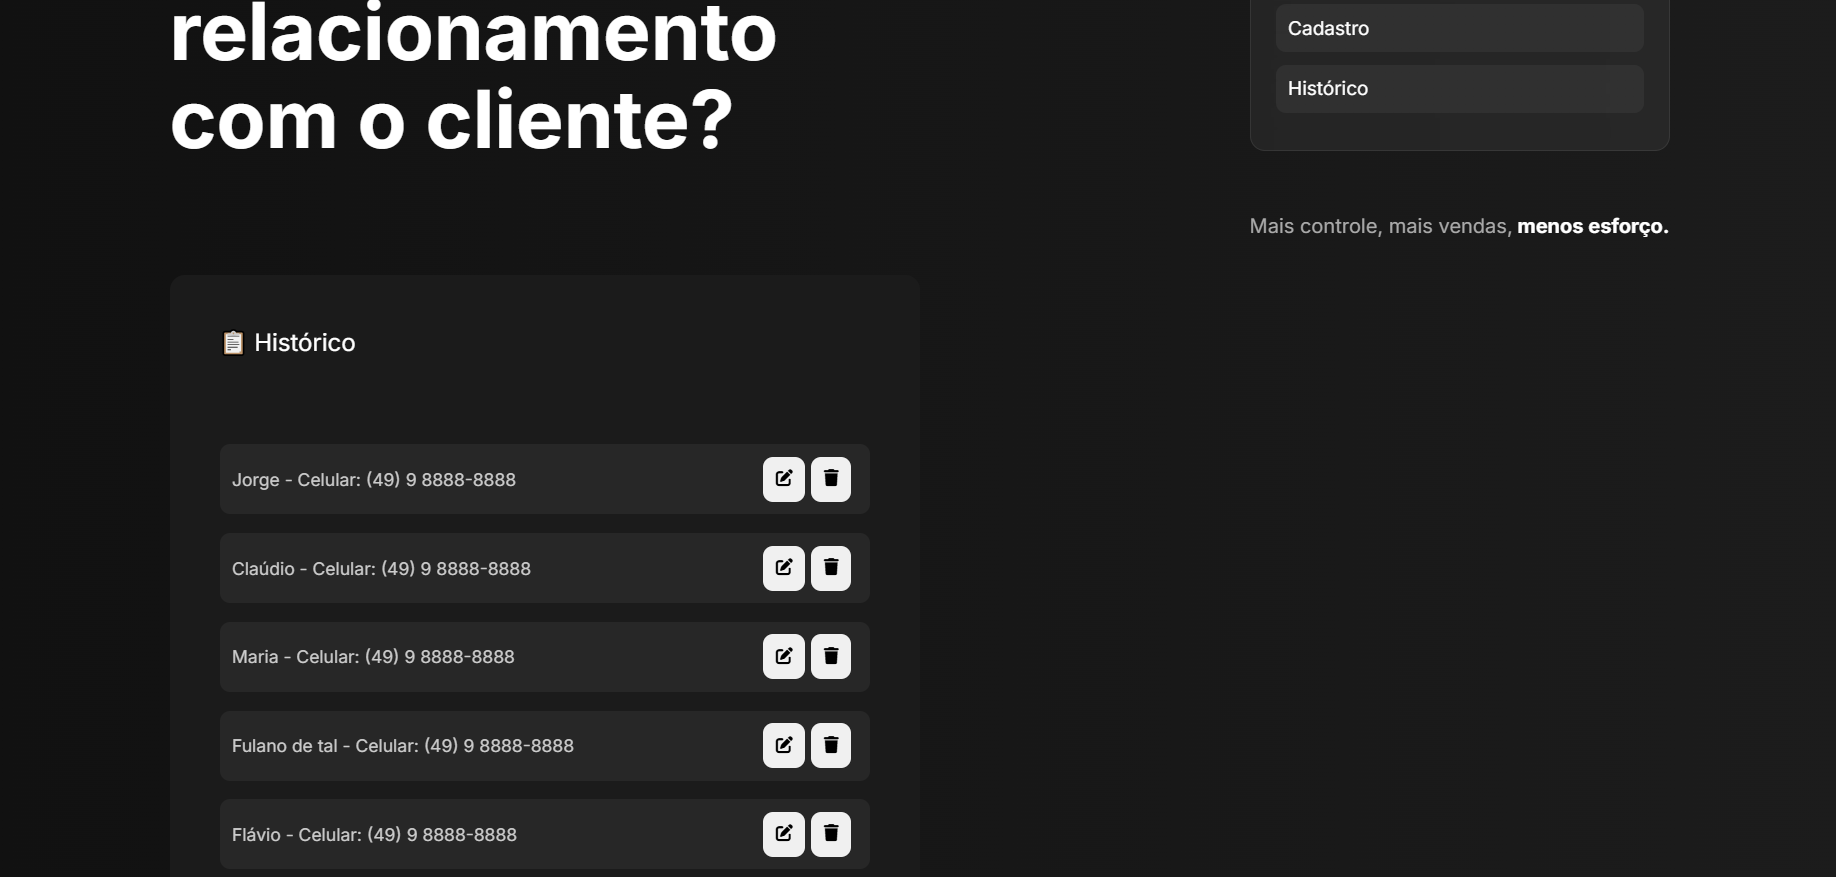 relacionamento
com o cliente?
Cadastro
Histórico
Mais controle, mais vendas, menos esforço.
Histórico
Jorge - Celular: (49) 9 8888-8888
Claúdio - Celular: (49) 9 8888-8888
Maria - Celular: (49) 9 8888-8888
Fulano de tal - Celular: (49) 9 8888-8888
Flávio - Celular: (49) 9 8888-8888